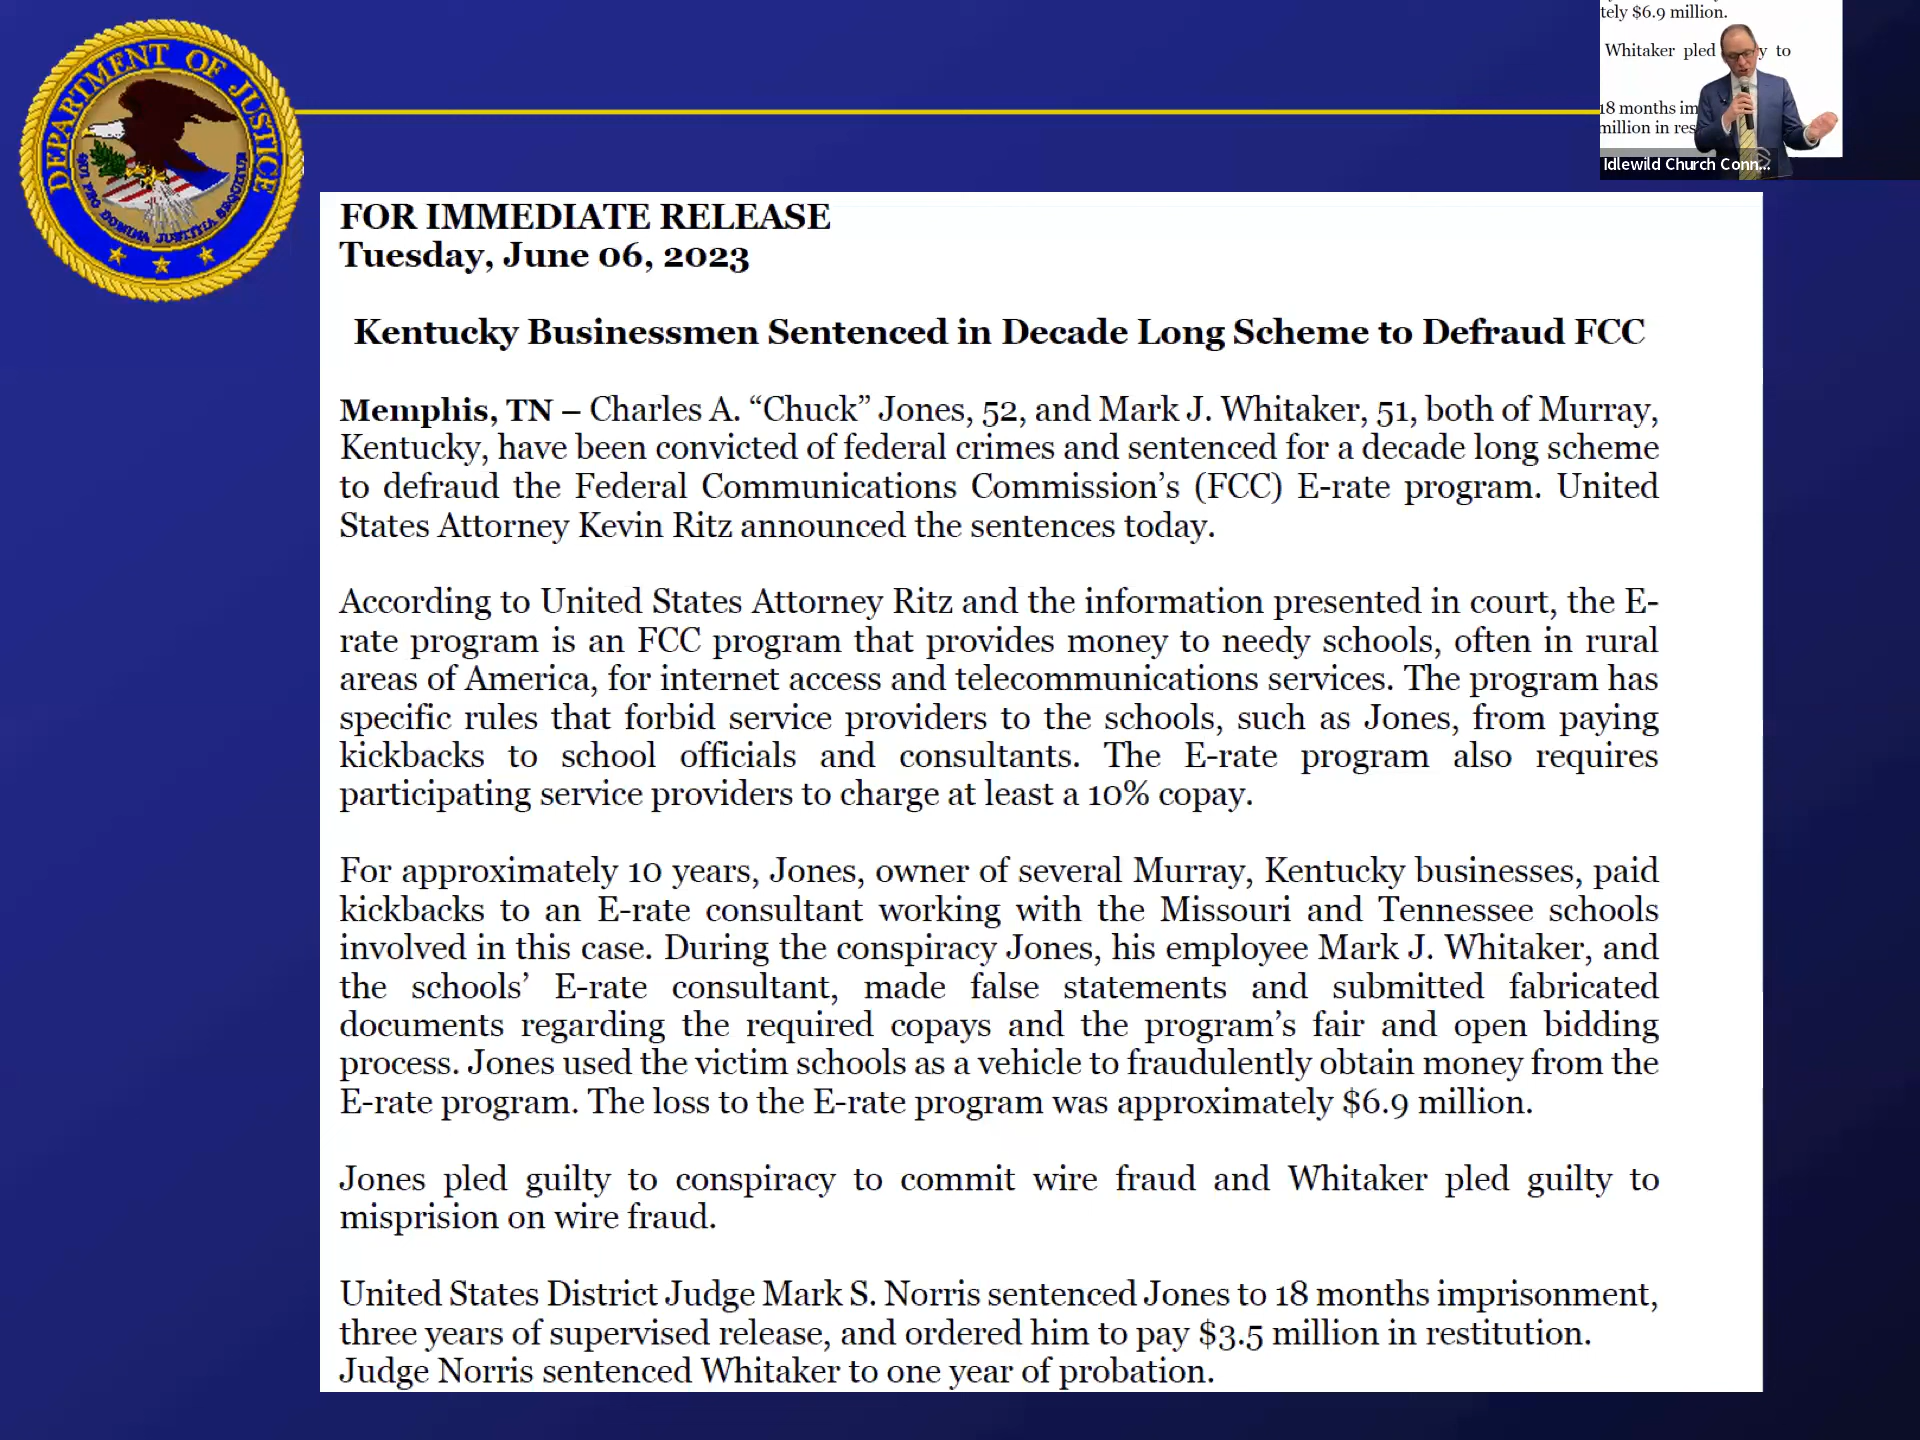 DEPARTMENT OF JUSTICE
QUI PRO DOMINA JUSTITIA SEQUITUR
tely $6.9 million.
Whitaker pled y to
18 months im
million in res
Idlewild Church Conn...
FOR IMMEDIATE RELEASE
Tuesday, June 06, 2023
Kentucky Businessmen Sentenced in Decade Long Scheme to Defraud FCC
Memphis, TN – Charles A. “Chuck” Jones, 52, and Mark J. Whitaker, 51, both of Murray,
Kentucky, have been convicted of federal crimes and sentenced for a decade long scheme
to defraud the Federal Communications Commission’s (FCC) E-rate program. United
States Attorney Kevin Ritz announced the sentences today.
According to United States Attorney Ritz and the information presented in court, the E-
rate program is an FCC program that provides money to needy schools, often in rural
areas of America, for internet access and telecommunications services. The program has
specific rules that forbid service providers to the schools, such as Jones, from paying
kickbacks to school officials and consultants. The E-rate program also requires
participating service providers to charge at least a 10% copay.
For approximately 10 years, Jones, owner of several Murray, Kentucky businesses, paid
kickbacks to an E-rate consultant working with the Missouri and Tennessee schools
involved in this case. During the conspiracy Jones, his employee Mark J. Whitaker, and
the schools’ E-rate consultant, made false statements and submitted fabricated
documents regarding the required copays and the program’s fair and open bidding
process. Jones used the victim schools as a vehicle to fraudulently obtain money from the
E-rate program. The loss to the E-rate program was approximately $6.9 million.
Jones pled guilty to conspiracy to commit wire fraud and Whitaker pled guilty to
misprision on wire fraud.
United States District Judge Mark S. Norris sentenced Jones to 18 months imprisonment,
three years of supervised release, and ordered him to pay $3.5 million in restitution.
Judge Norris sentenced Whitaker to one year of probation.